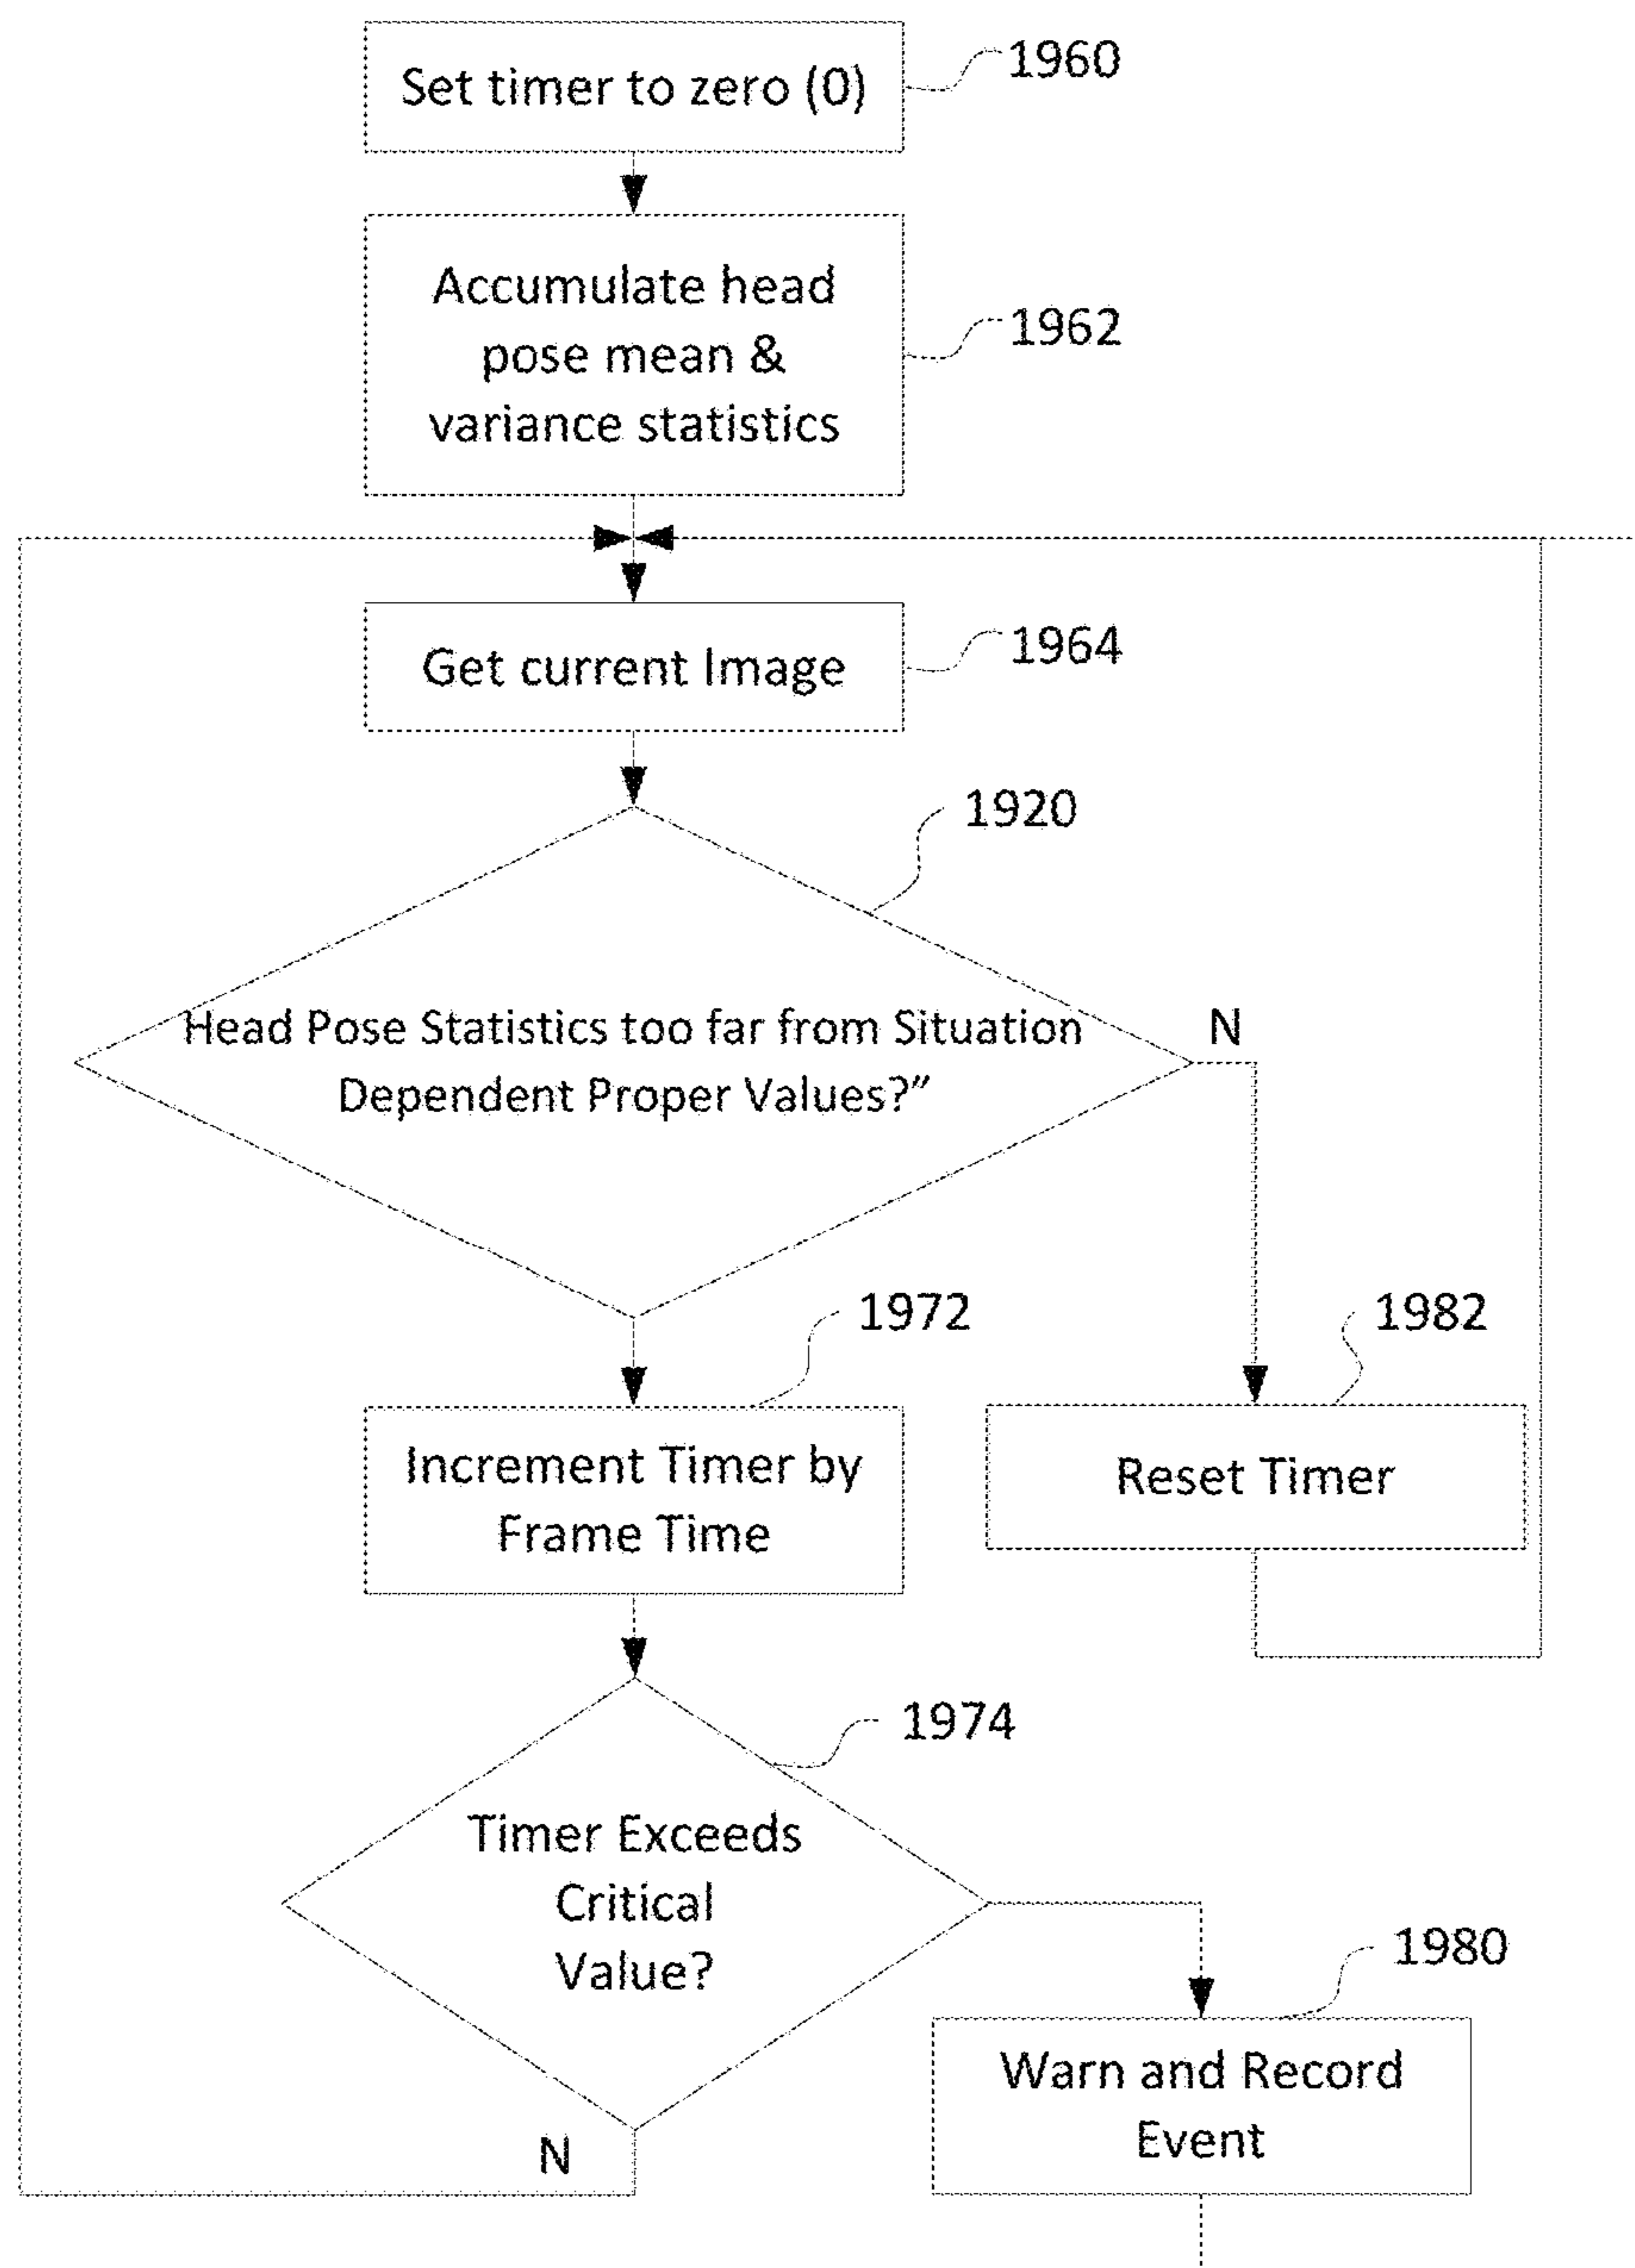 Set timer to zero (0)
1960
Accumulate head
pose mean &
variance statistics
1962
Get current Image
1964
1920
Head Pose Statistics too far from Situation
Dependent Proper Values?”
N
1972
Increment Timer by
Frame Time
1982
Reset Timer
1974
Timer Exceeds
Critical
Value?
N
1980
Warn and Record
Event